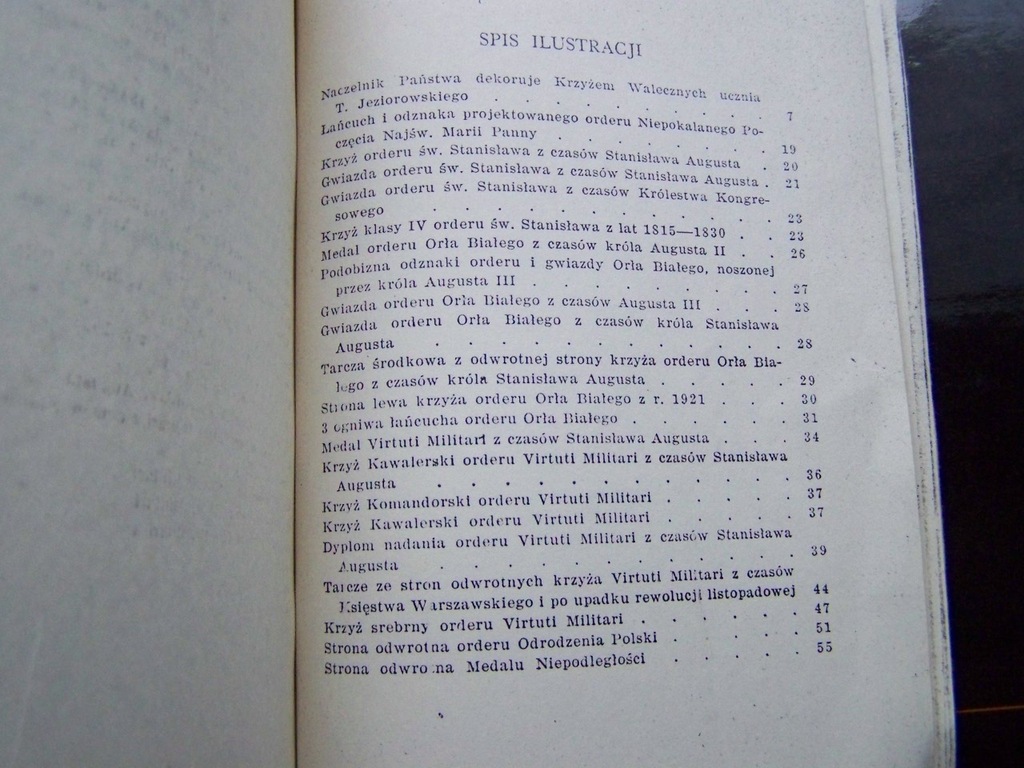 SPIS ILUSTRACJI
Naczelnik Państwa dekoruje Krzyżem Walecznych ucznia
T. Jeziorowskiego . . . . . . . . . . 7
Łańcuch i odznaka projektowanego orderu Niepokalanego Po-
częcia Najśw. Marii Panny . . . . . . . 19
Krzyż orderu św. Stanisława z czasów Stanisława Augusta . 20
Gwiazda orderu św. Stanisława z czasów Stanisława Augusta . 21
Gwiazda orderu św. Stanisława z czasów Królestwa Kongre-
sowego . . . . . . . . . . . . 23
Krzyż klasy IV orderu św. Stanisława z lat 1815—1830 . . 23
Medal orderu Orła Białego z czasów króla Augusta II . . 26
Podobizna odznaki orderu i gwiazdy Orła Białego, noszonej
przez króla Augusta III . . . . . . . . 27
Gwiazda orderu Orła Białego z czasów Augusta III . . . 28
Gwiazda orderu Orła Białego z czasów króla Stanisława
Augusta . . . . . . . . . . . 28
Tarcza środkowa z odwrotnej strony krzyża orderu Orła Bia-
łego z czasów króla Stanisława Augusta . . . . . 29
Strona lewa krzyża orderu Orła Białego z r. 1921 . . . 30
3 ogniwa łańcucha orderu Orła Białego . . . . . . 31
Medal Virtuti Militari z czasów Stanisława Augusta . . . 34
Krzyż Kawalerski orderu Virtuti Militari z czasów Stanisława
Augusta . . . . . . . . . . . 36
Krzyż Komandorski orderu Virtuti Militari . . . . . 37
Krzyż Kawalerski orderu Virtuti Militari . . . . . 37
Dyplom nadania orderu Virtuti Militari z czasów Stanisława
Augusta . . . . . . . . . . . 39
Tarcze ze stron odwrotnych krzyża Virtuti Militari z czasów
Księstwa Warszawskiego i po upadku rewolucji listopadowej 44
Krzyż srebrny orderu Virtuti Militari . . . . . . 47
Strona odwrotna orderu Odrodzenia Polski . . . . . 51
Strona odwrotna Medalu Niepodległości . . . . . 55